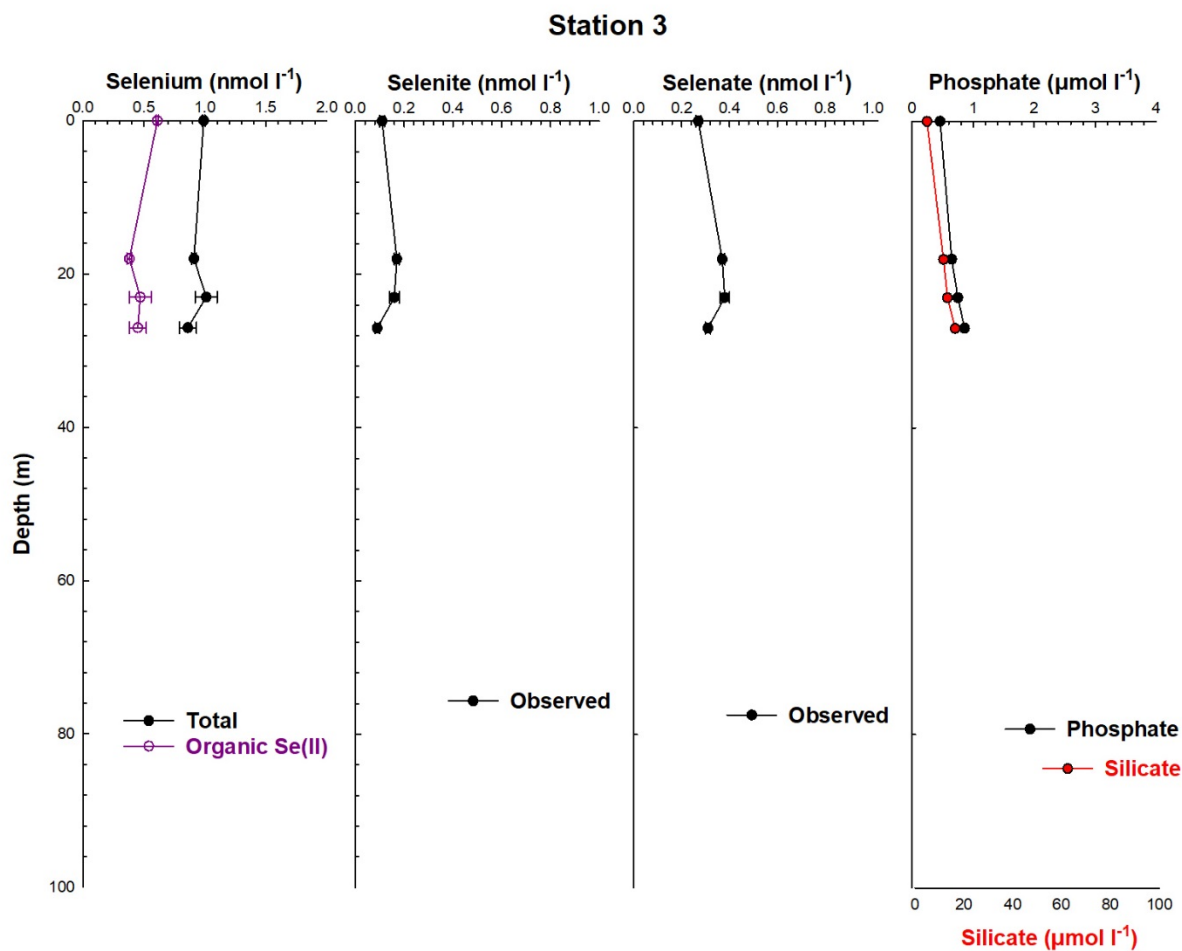 Station 3
Selenium (nmol l-1)
0.0 0.5 1.0 1.5 2.0
Selenite (nmol l-1)
0.0 0.2 0.4 0.6 0.8 1.0
Selenate (nmol l-1)
0.0 0.2 0.4 0.6 0.8 1.0
Phosphate (µmol l-1)
0 1 2 3 4
Depth (m)
0
20
40
60
80
100
Total
Organic Se(II)
Observed
Observed
Phosphate
Silicate
0 20 40 60 80 100
Silicate (µmol l-1)